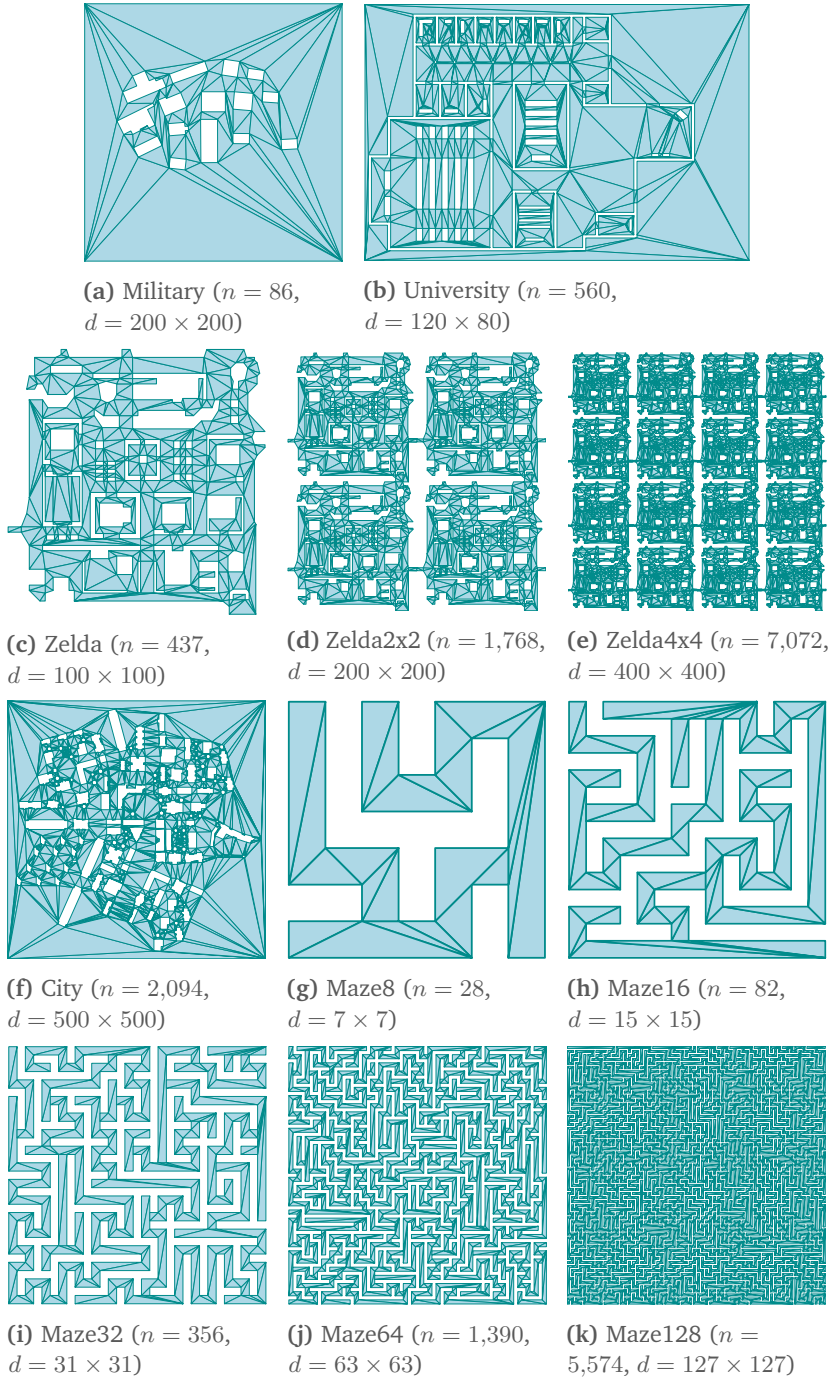 (a) Military (n = 86,
d = 200 × 200)
(b) University (n = 560,
d = 120 × 80)
(c) Zelda (n = 437,
d = 100 × 100)
(d) Zelda2x2 (n = 1,768,
d = 200 × 200)
(e) Zelda4x4 (n = 7,072,
d = 400 × 400)
(f) City (n = 2,094,
d = 500 × 500)
(g) Maze8 (n = 28,
d = 7 × 7)
(h) Maze16 (n = 82,
d = 15 × 15)
(i) Maze32 (n = 356,
d = 31 × 31)
(j) Maze64 (n = 1,390,
d = 63 × 63)
(k) Maze128 (n =
5,574, d = 127 × 127)